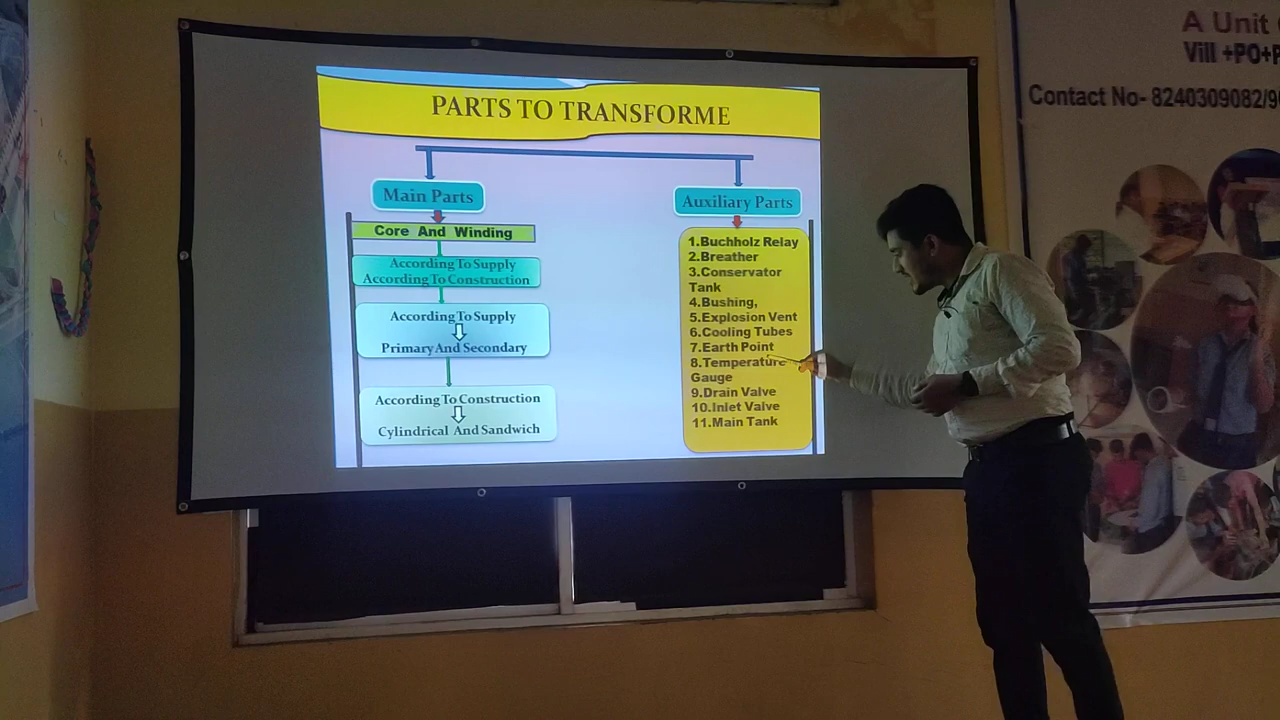 PARTS TO TRANSFORME
Main Parts
Core And Winding
According To Supply
According To Construction
According To Supply
Primary And Secondary
According To Construction
Cylindrical And Sandwich
Auxiliary Parts
1.Buchholz Relay
2.Breather
3.Conservator
Tank
4.Bushing,
5.Explosion Vent
6.Cooling Tubes
7.Earth Point
8.Temperature
Gauge
9.Drain Valve
10.Inlet Valve
11.Main Tank
A Unit
Vill +PO+P
Contact No- 8240309082/9